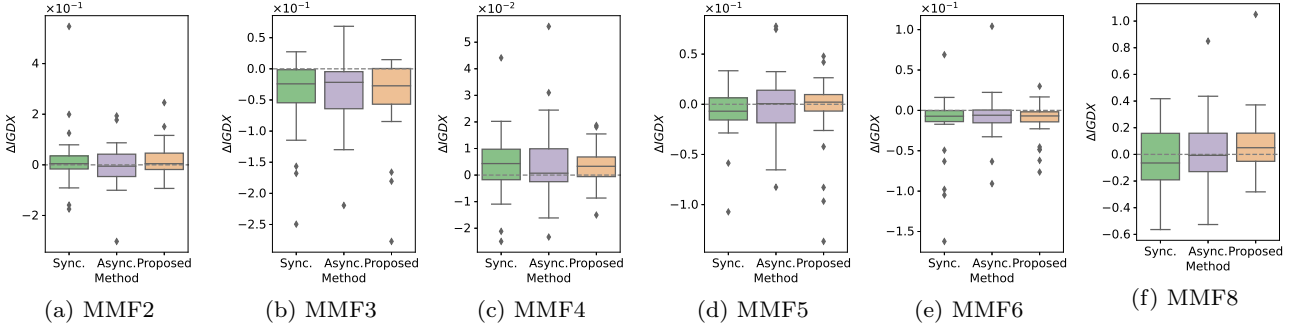 ×10⁻¹
4
2
0
−2
ΔIGDX
Sync.
Async.
Proposed
Method
(a) MMF2
×10⁻¹
0.5
0.0
−0.5
−1.0
−1.5
−2.0
−2.5
ΔIGDX
Sync.
Async.
Proposed
Method
(b) MMF3
×10⁻²
5
4
3
2
1
0
−1
−2
ΔIGDX
Sync.
Async.
Proposed
Method
(c) MMF4
×10⁻¹
0.5
0.0
−0.5
−1.0
ΔIGDX
Sync.
Async.
Proposed
Method
(d) MMF5
×10⁻¹
1.0
0.5
0.0
−0.5
−1.0
−1.5
ΔIGDX
Sync.
Async.
Proposed
Method
(e) MMF6
1.0
0.8
0.6
0.4
0.2
0.0
−0.2
−0.4
−0.6
ΔIGDX
Sync.
Async.
Proposed
Method
(f) MMF8